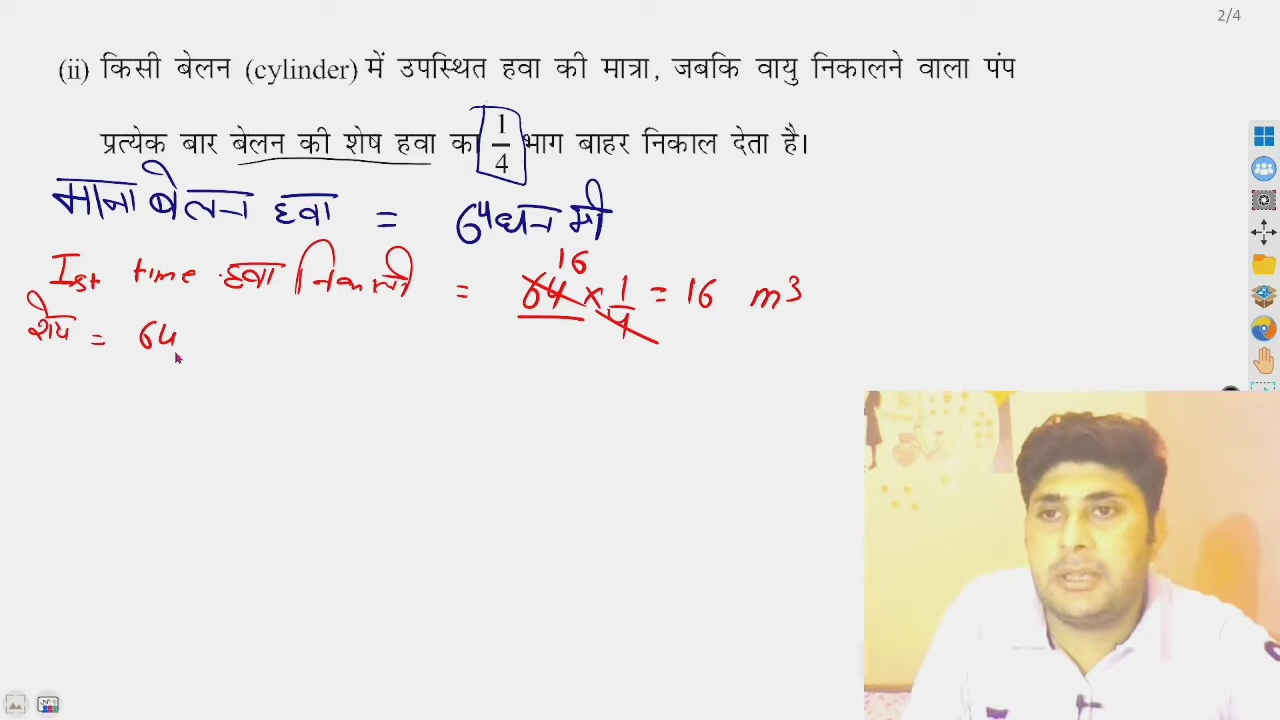 2/4
(ii) किसी बेलन (cylinder) में उपस्थित हवा की मात्रा, जबकि वायु निकालने वाला पंप
प्रत्येक बार बेलन की शेष हवा का 1/4 भाग बाहर निकाल देता है।
माना बेलन हवा = 64 घन मी
Ist time हवा निकाली = 64 × 1/4 = 16 m³
16
शेष = 64